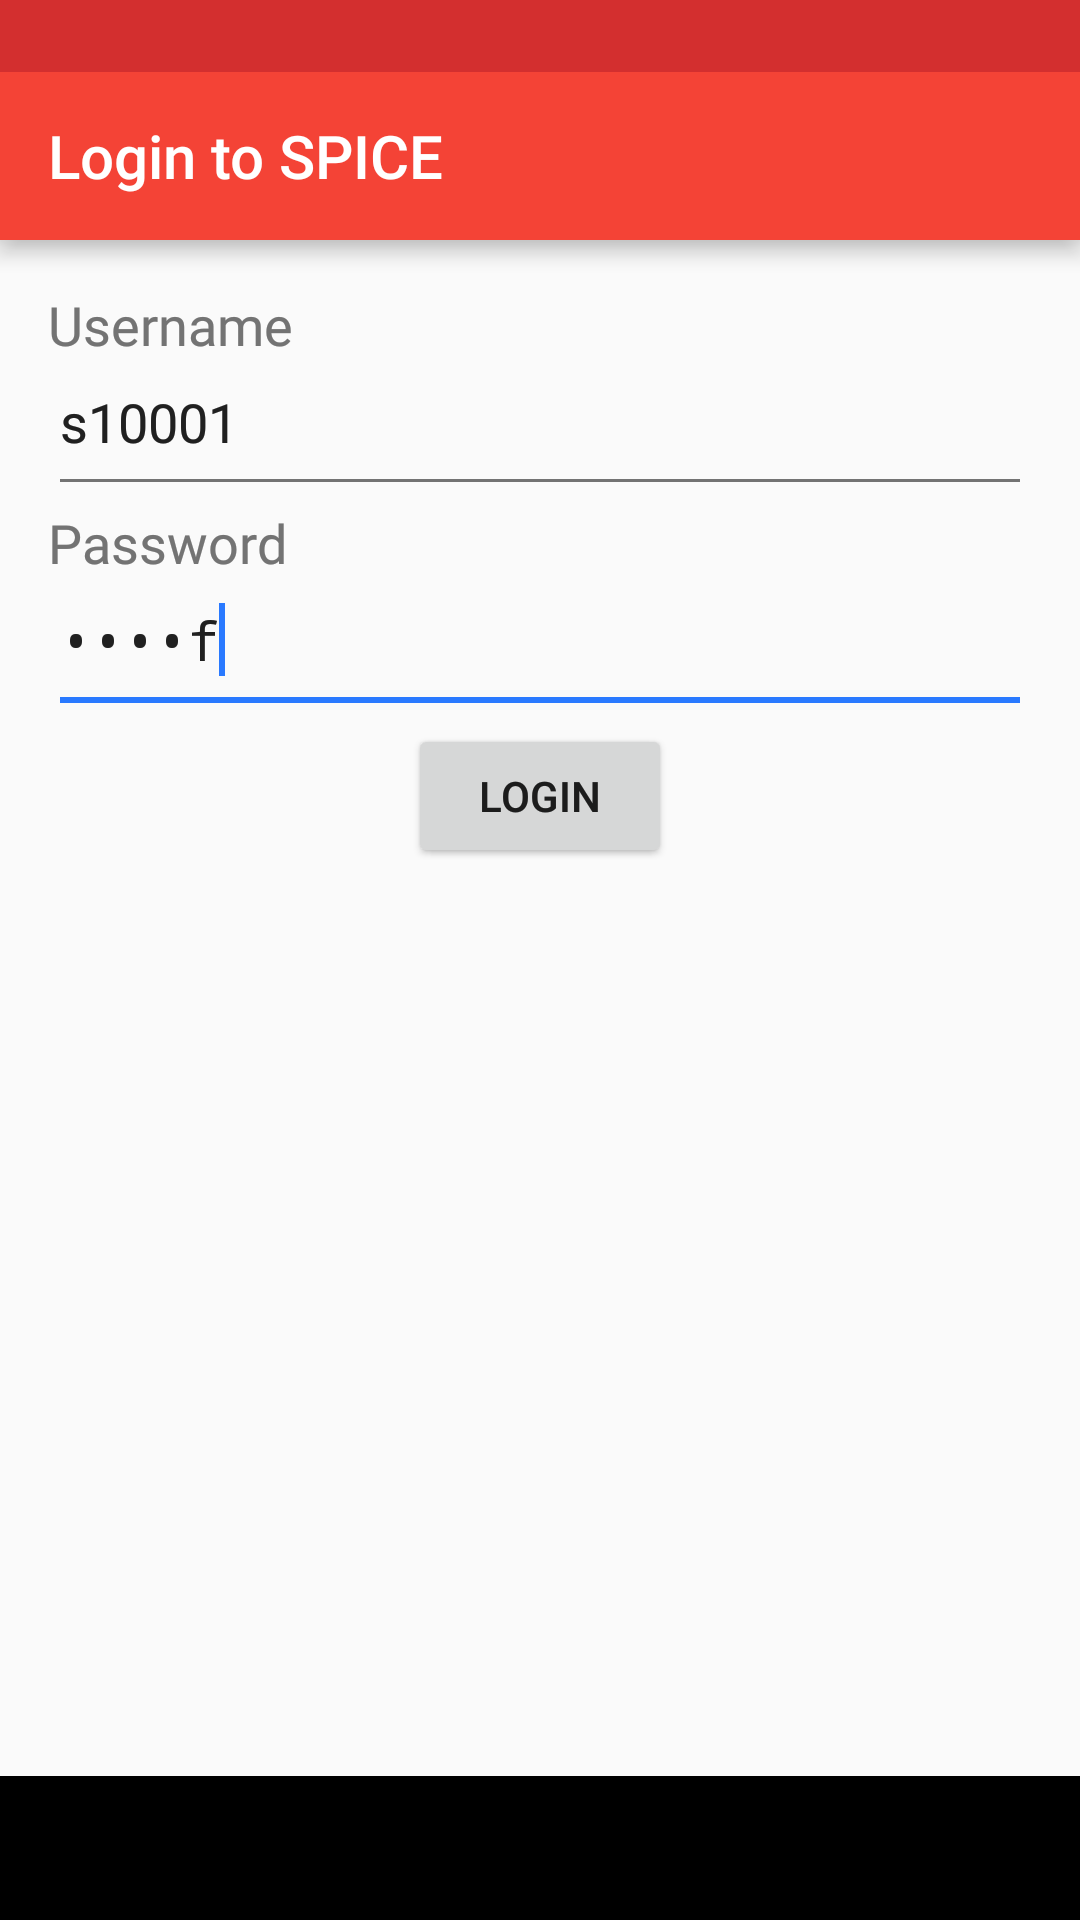 Login to SPICE
Username
s10001
Password
••••f
LOGIN